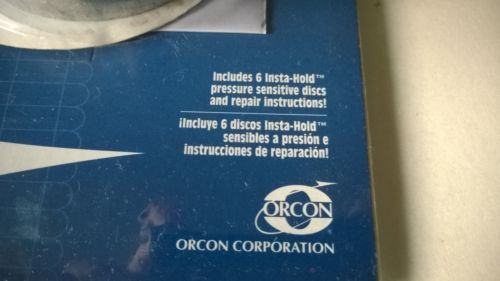 Includes 6 Insta-Hold™
pressure sensitive discs
and repair instructions!
¡Incluye 6 discos Insta-Hold™
sensibles a presión e
instrucciones de reparación!
ORCON
ORCON CORPORATION